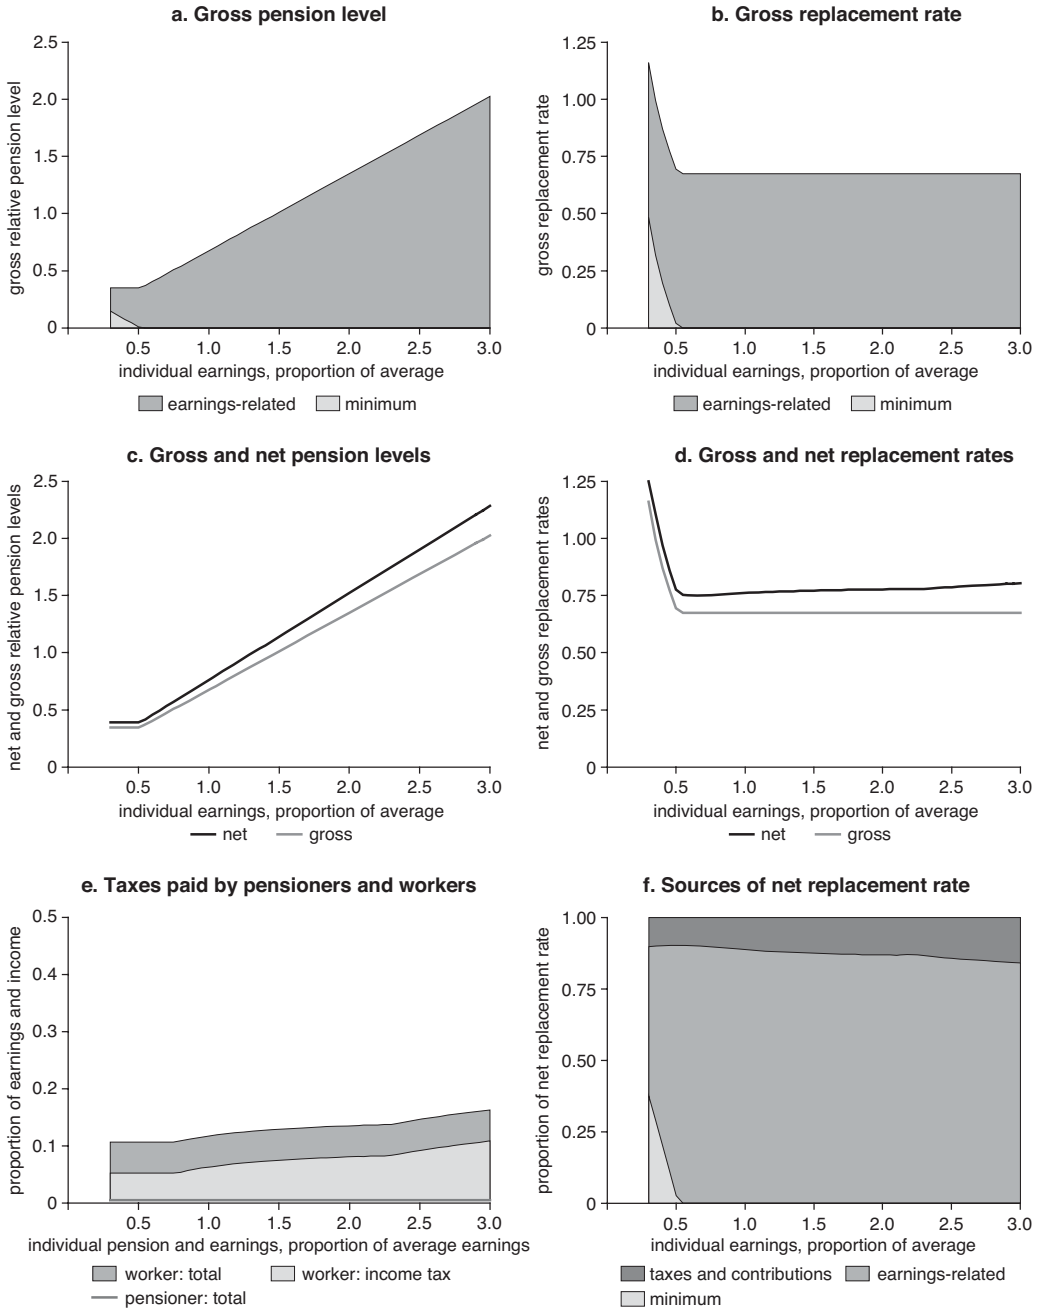 a. Gross pension level
gross relative pension level
2.5
2.0
1.5
1.0
0.5
0
0.5 1.0 1.5 2.0 2.5 3.0
individual earnings, proportion of average
earnings-related minimum
b. Gross replacement rate
gross replacement rate
1.25
1.00
0.75
0.50
0.25
0
0.5 1.0 1.5 2.0 2.5 3.0
individual earnings, proportion of average
earnings-related minimum
c. Gross and net pension levels
net and gross relative pension levels
2.5
2.0
1.5
1.0
0.5
0
0.5 1.0 1.5 2.0 2.5 3.0
individual earnings, proportion of average
net gross
d. Gross and net replacement rates
net and gross replacement rates
1.25
1.00
0.75
0.50
0.25
0
0.5 1.0 1.5 2.0 2.5 3.0
individual earnings, proportion of average
net gross
e. Taxes paid by pensioners and workers
proportion of earnings and income
0.5
0.4
0.3
0.2
0.1
0
0.5 1.0 1.5 2.0 2.5 3.0
individual pension and earnings, proportion of average earnings
worker: total worker: income tax
pensioner: total
f. Sources of net replacement rate
proportion of net replacement rate
1.00
0.75
0.50
0.25
0
0.5 1.0 1.5 2.0 2.5 3.0
individual earnings, proportion of average
taxes and contributions earnings-related
minimum